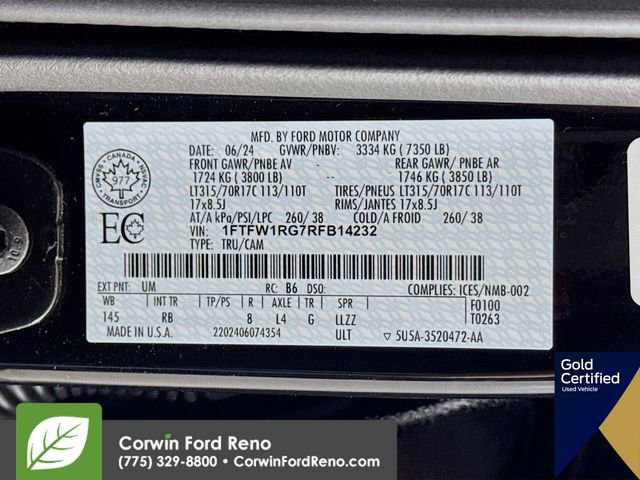 MFD. BY FORD MOTOR COMPANY
DATE: 06/24 GVWR/PNBV: 3334 KG ( 7350 LB)
FRONT GAWR/PNBE AV - REAR GAWR/ PNBE AR
1724 KG ( 3800 LB) -- 1746 KG ( 3850 LB)
LT315/70R17C 113/110T TIRES/PNEUS LT315/70R17C 113/110T
17x8.5J RIMS/JANTES 17x8.5J
AT/A kPa/PSI/LPC 260/ 38 COLD/A FROID 260/ 38
VIN: 1FTFW1RG7RFB14232
TYPE: TRU/CAM
CANADA
977
TRANSPORT
EC
EXT PNT: UM RC: B6 DSO: COMPLIES: ICES/NMB-002
WB INT TR TP/PS R AXLE TR SPR F0100
145 RB 8 L4 G LLZZ T0263
MADE IN U.S.A. 2202406074354 ULT ▽ 5U5A-3520472-AA
10.9
Gold
Certified
Used Vehicle
Corwin Ford Reno
(775) 329-8800 • CorwinFordReno.com